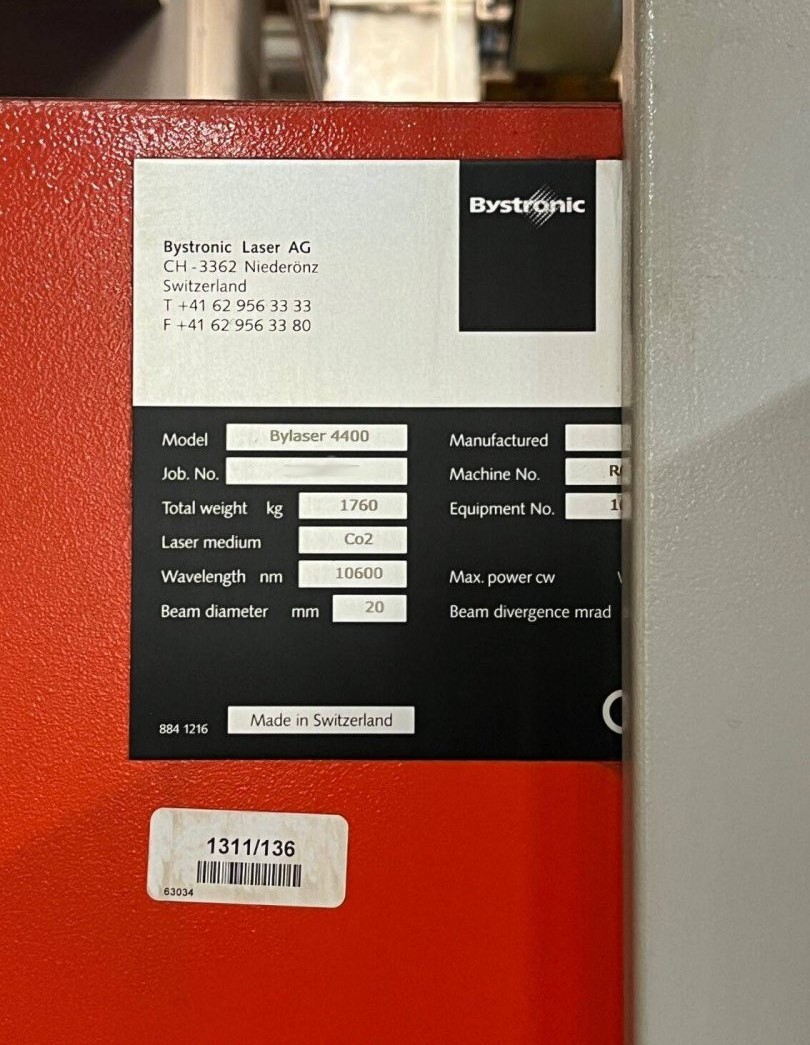 Bystronic
Bystronic Laser AG
CH-3362 Niederönz
Switzerland
T +41 62 956 33 33
F +41 62 956 33 80
Model Bylaser 4400
Manufactured
Job. No.
Machine No.
Total weight kg 1760
Equipment No.
Laser medium Co2
Wavelength nm 10600
Max. power cw
Beam diameter mm 20
Beam divergence mrad
884 1216
Made in Switzerland
1311/136
63034